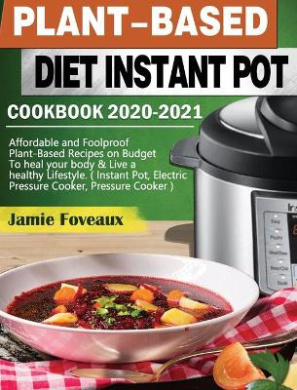 PLANT-BASED
DIET INSTANT POT
COOKBOOK 2020-2021
Affordable and Foolproof
Plant-Based Recipes on Budget
To heal your body & Live a
healthy Lifestyle. ( Instant Pot, Electric
Pressure Cooker, Pressure Cooker )
Jamie Foveaux